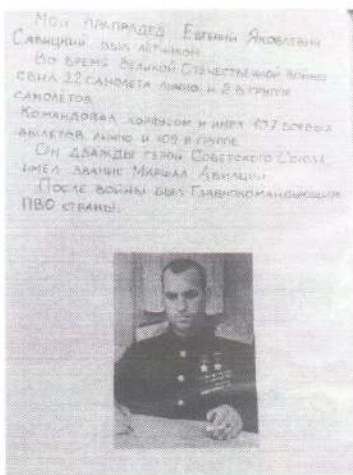 Мой прапрадед Евгений Яковлевич
Савицкий был лётчиком.
Во время Великой Отечественной войны
сбил 22 самолета лично и 2 в группе
самолетов.
Командовал корпусом и имел 107 боевых
вылетов лично и 109 в группе.
Он дважды герой Советского Союза,
имел звание Маршал Авиации.
После войны был Главнокомандующим
ПВО страны.